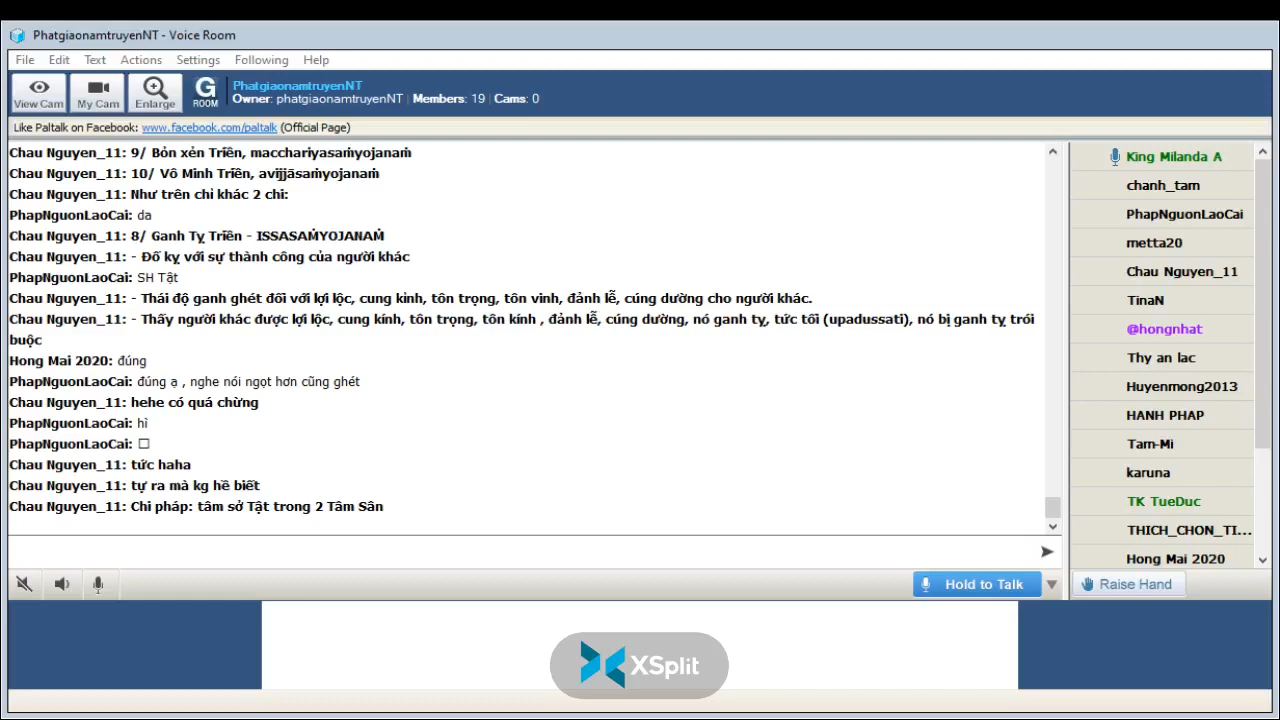 PhatgiaonamtruyenNT - Voice Room
File Edit Text Actions Settings Following Help
View Cam
My Cam
Enlarge
G
ROOM
PhatgiaonamtruyenNT
Owner: phatgiaonamtruyenNT | Members: 19 | Cams: 0
Like Paltalk on Facebook: www.facebook.com/paltalk (Official Page)
Chau Nguyen_11: 9/ Bỏn xẻn Triền, macchariyasaṁyojanaṁ
Chau Nguyen_11: 10/ Vô Minh Triền, avijjāsaṁyojanaṁ
Chau Nguyen_11: Như trên chỉ khác 2 chi:
PhapNguonLaoCai: da
Chau Nguyen_11: 8/ Ganh Tỵ Triền - ISSASAṀYOJANAṀ
Chau Nguyen_11: - Đố kỵ với sự thành công của người khác
PhapNguonLaoCai: SH Tật
Chau Nguyen_11: - Thái độ ganh ghét đối với lợi lộc, cung kỉnh, tôn trọng, tôn vinh, đảnh lễ, cúng dường cho người khác.
Chau Nguyen_11: - Thấy người khác được lợi lộc, cung kính, tôn trọng, tôn kính , đảnh lễ, cúng dường, nó ganh tỵ, tức tối (upadussati), nó bị ganh tỵ trói
buộc
Hong Mai 2020: đúng
PhapNguonLaoCai: đúng ạ , nghe nói ngọt hơn cũng ghét
Chau Nguyen_11: hehe có quá chừng
PhapNguonLaoCai: hì
PhapNguonLaoCai: □
Chau Nguyen_11: tức haha
Chau Nguyen_11: tự ra mà kg hề biết
Chau Nguyen_11: Chi pháp: tâm sở Tật trong 2 Tâm Sân
King Milanda A
chanh_tam
PhapNguonLaoCai
metta20
Chau Nguyen_11
TinaN
@hongnhat
Thy an lac
Huyenmong2013
HANH PHAP
Tam-Mi
karuna
TK TueDuc
THICH_CHON_TI...
Hong Mai 2020
Hold to Talk
Raise Hand
XSplit